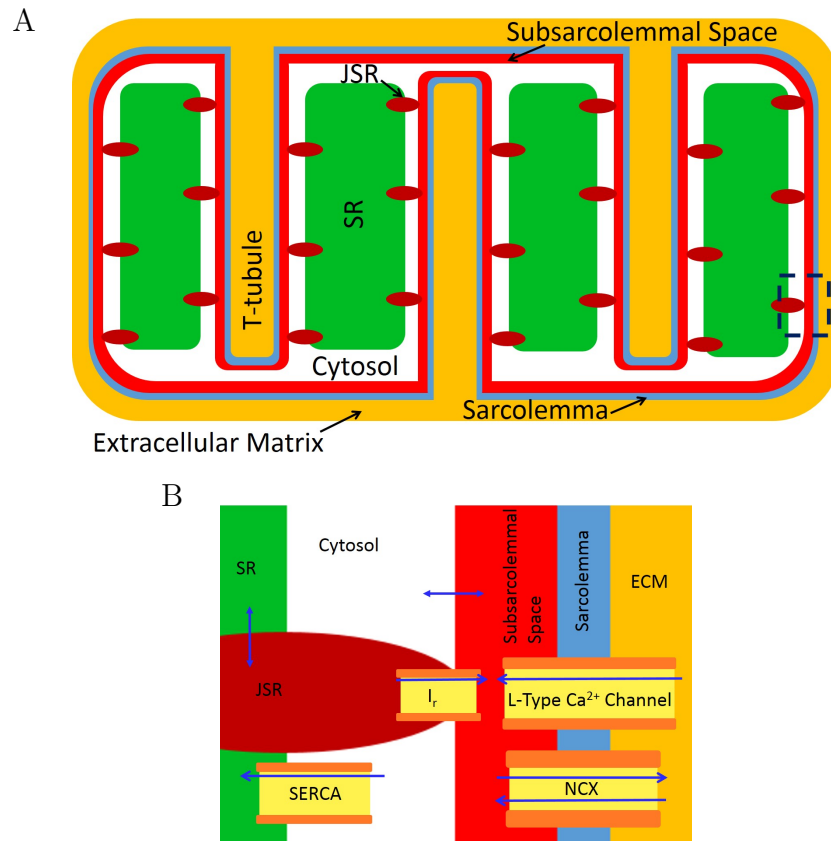 A
Subsarcolemmal Space
JSR
SR
T-tubule
Cytosol
Sarcolemma
Extracellular Matrix
B
Cytosol
SR
Subsarcolemmal
Space
Sarcolemma
ECM
JSR
Ir
L-Type Ca²⁺ Channel
SERCA
NCX